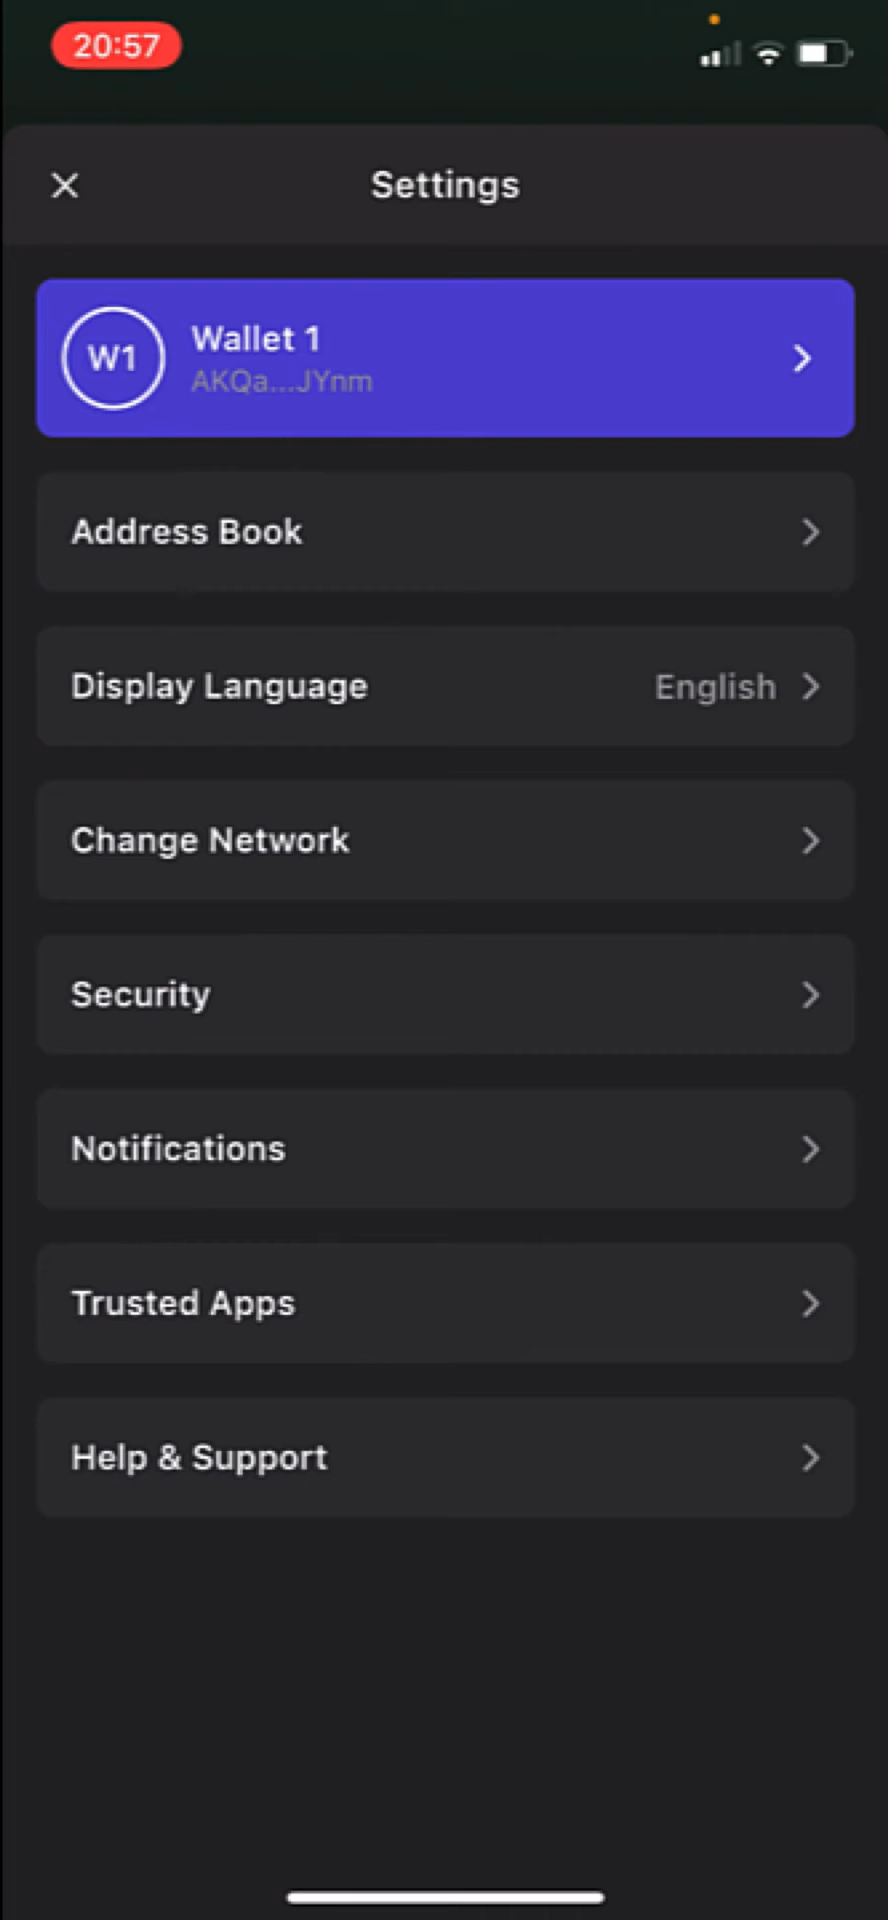 20:57
Settings
W1
Wallet 1
AKQa...JYnm
Address Book
Display Language English
Change Network
Security
Notifications
Trusted Apps
Help & Support